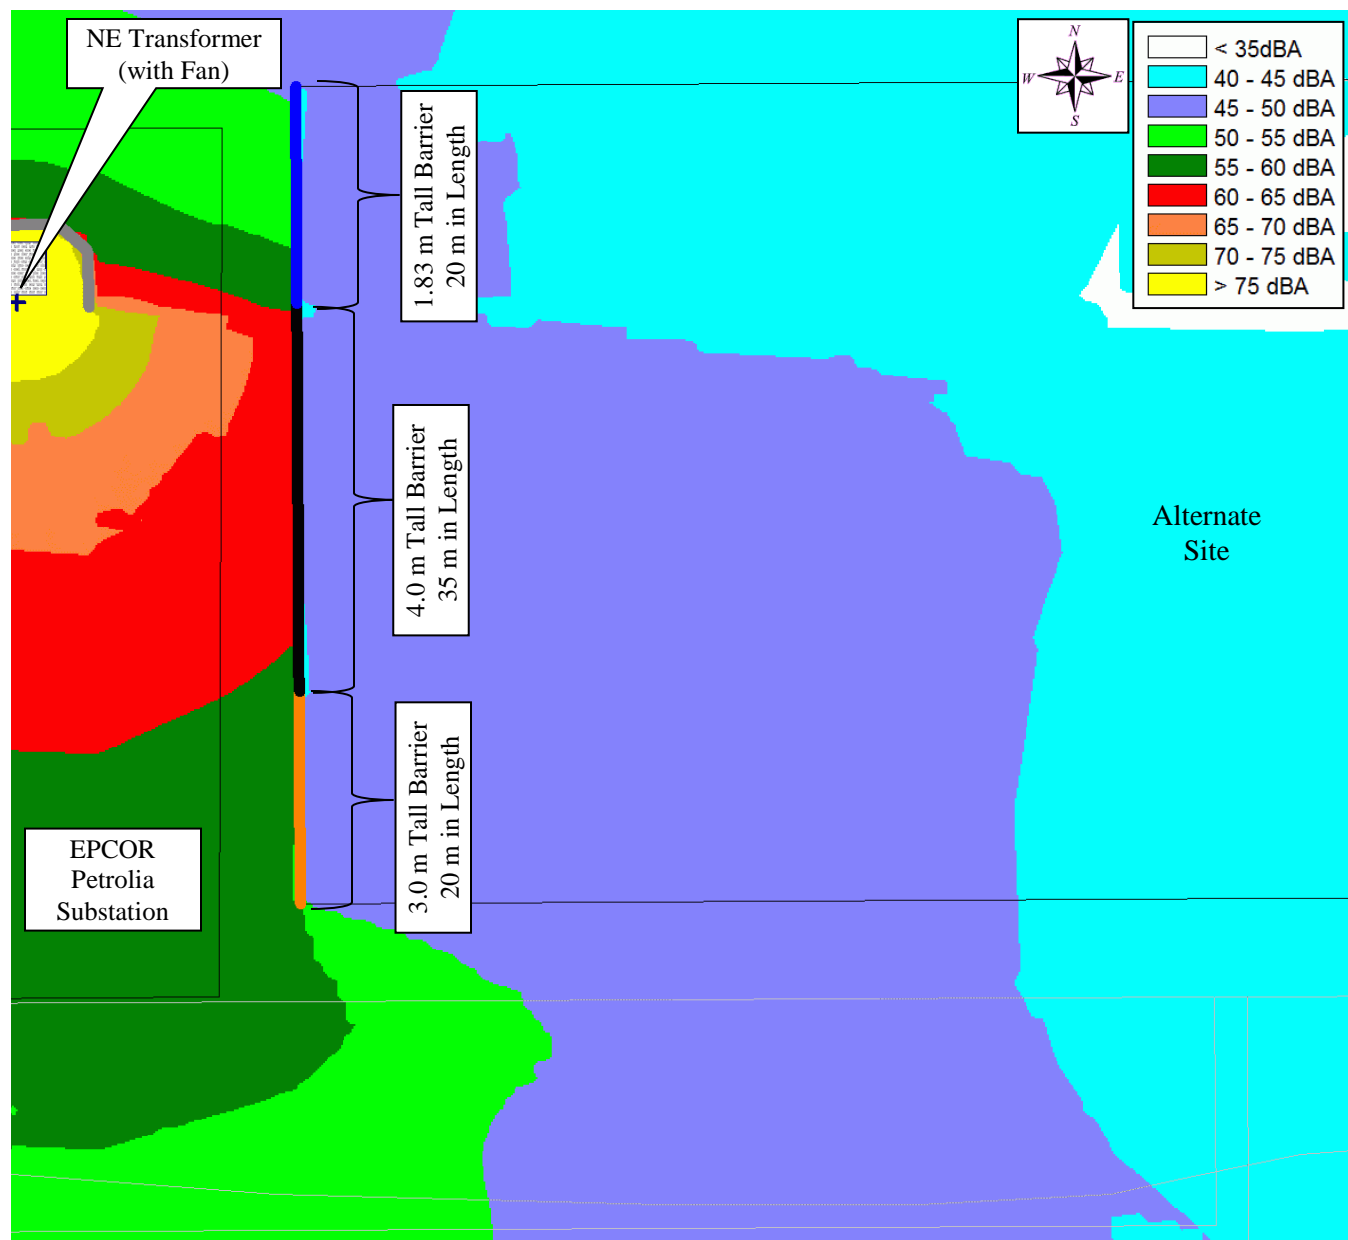 NE Transformer
(with Fan)
N
W
E
S
< 35dBA
40 - 45 dBA
45 - 50 dBA
50 - 55 dBA
55 - 60 dBA
60 - 65 dBA
65 - 70 dBA
70 - 75 dBA
> 75 dBA
1.83 m Tall Barrier
20 m in Length
4.0 m Tall Barrier
35 m in Length
Alternate
Site
3.0 m Tall Barrier
20 m in Length
EPCOR
Petrolia
Substation